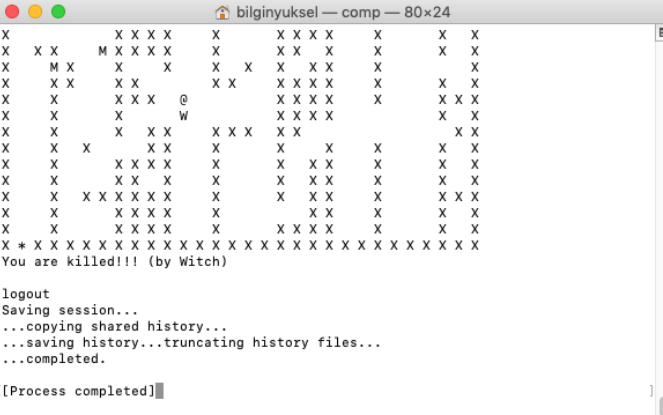 X             X X X X     X       X X X X     X       X   X
X   X X     M X X X X     X       X X   X     X       X   X
X     M X     X     X     X   X   X   X X     X           X
X     X X     X X         X X     X X X X     X       X   X
X     X       X X X   @           X X X X     X       X X X
X     X       X       W           X X X X             X   X
X     X       X   X X     X X X   X X                   X X
X     X   X       X X     X       X     X     X       X   X
X     X       X X X X     X       X   X X     X       X   X
X     X       X X   X     X       X   X X     X       X   X
X     X   X X X X X X     X       X   X X     X       X X X
X     X       X X X X     X           X X     X       X   X
X     X       X X X X     X       X X X X     X       X   X
X * X X X X X X X X X X X X X X X X X X X X X X X X X X X X
You are killed!!! (by Witch)
logout
Saving session...
...copying shared history...
...saving history...truncating history files...
...completed.
[Process completed]
bilginyuksel — comp — 80×24